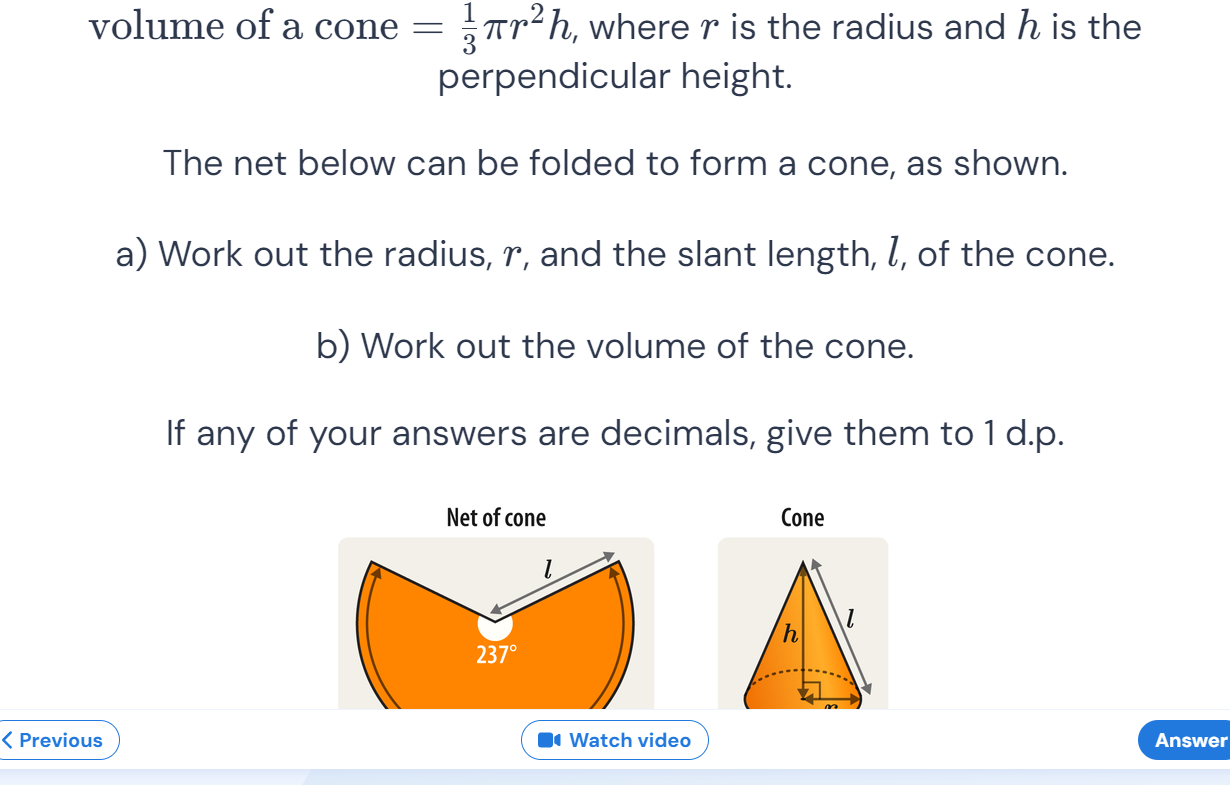 volume of a cone = \frac{1}{3}πr²h, where r is the radius and h is the
perpendicular height.
The net below can be folded to form a cone, as shown.
a) Work out the radius, r, and the slant length, l, of the cone.
b) Work out the volume of the cone.
If any of your answers are decimals, give them to 1 d.p.
Net of cone
l
237°
Cone
h
l
r
Previous
Watch video
Answer